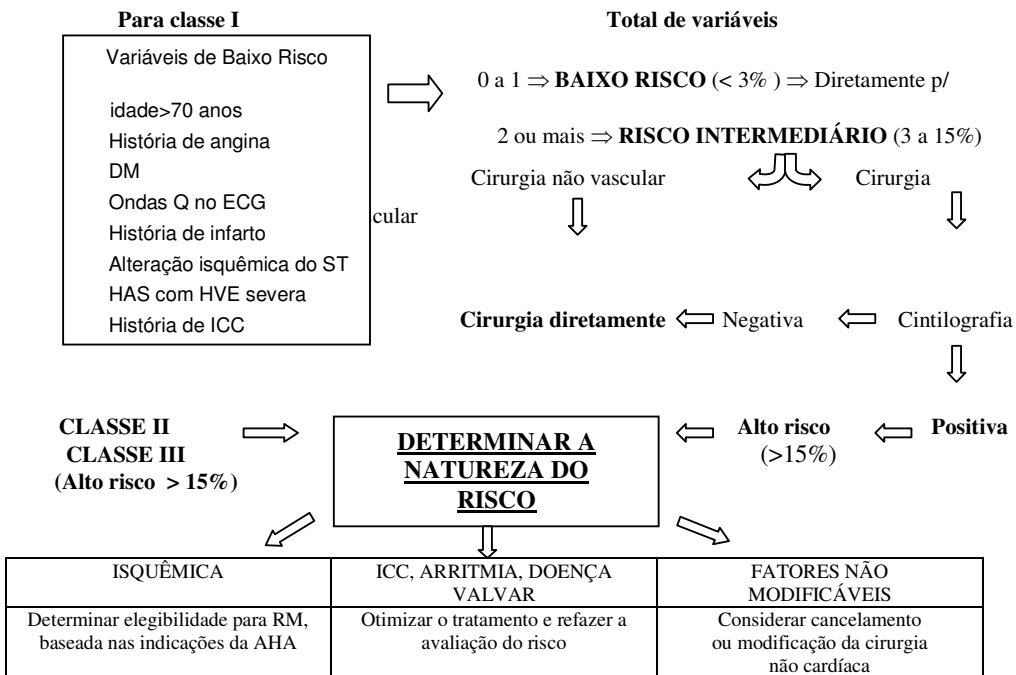 Para classe I
Variáveis de Baixo Risco
idade>70 anos
História de angina
DM
Ondas Q no ECG
História de infarto
Alteração isquêmica do ST
HAS com HVE severa
História de ICC
Total de variáveis
0 a 1 ⇒ BAIXO RISCO (< 3% ) ⇒ Diretamente p/
2 ou mais ⇒ RISCO INTERMEDIÁRIO (3 a 15%)
Cirurgia não vascular
Cirurgia
cular
Cirurgia diretamente
Negativa
Cintilografia
CLASSE II
CLASSE III
(Alto risco > 15%)
DETERMINAR A
NATUREZA DO
RISCO
Alto risco
(>15%)
Positiva
ISQUÊMICA
Determinar elegibilidade para RM,
baseada nas indicações da AHA
ICC, ARRITMIA, DOENÇA
VALVAR
Otimizar o tratamento e refazer a
avaliação do risco
FATORES NÃO
MODIFICÁVEIS
Considerar cancelamento
ou modificação da cirurgia
não cardíaca